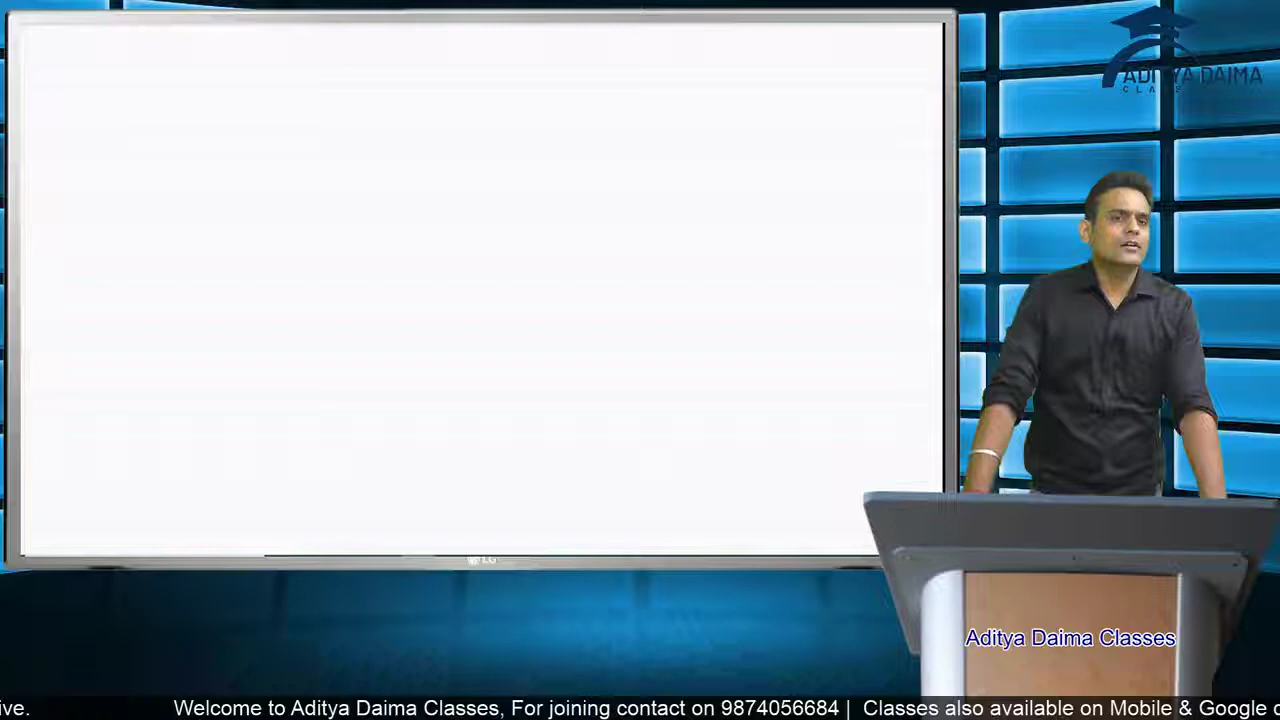 ADITYA DAIMA
LG
Aditya Daima Classes
ive. Welcome to Aditya Daima Classes, For joining contact on 9874056684 | Classes also available on Mobile & Google